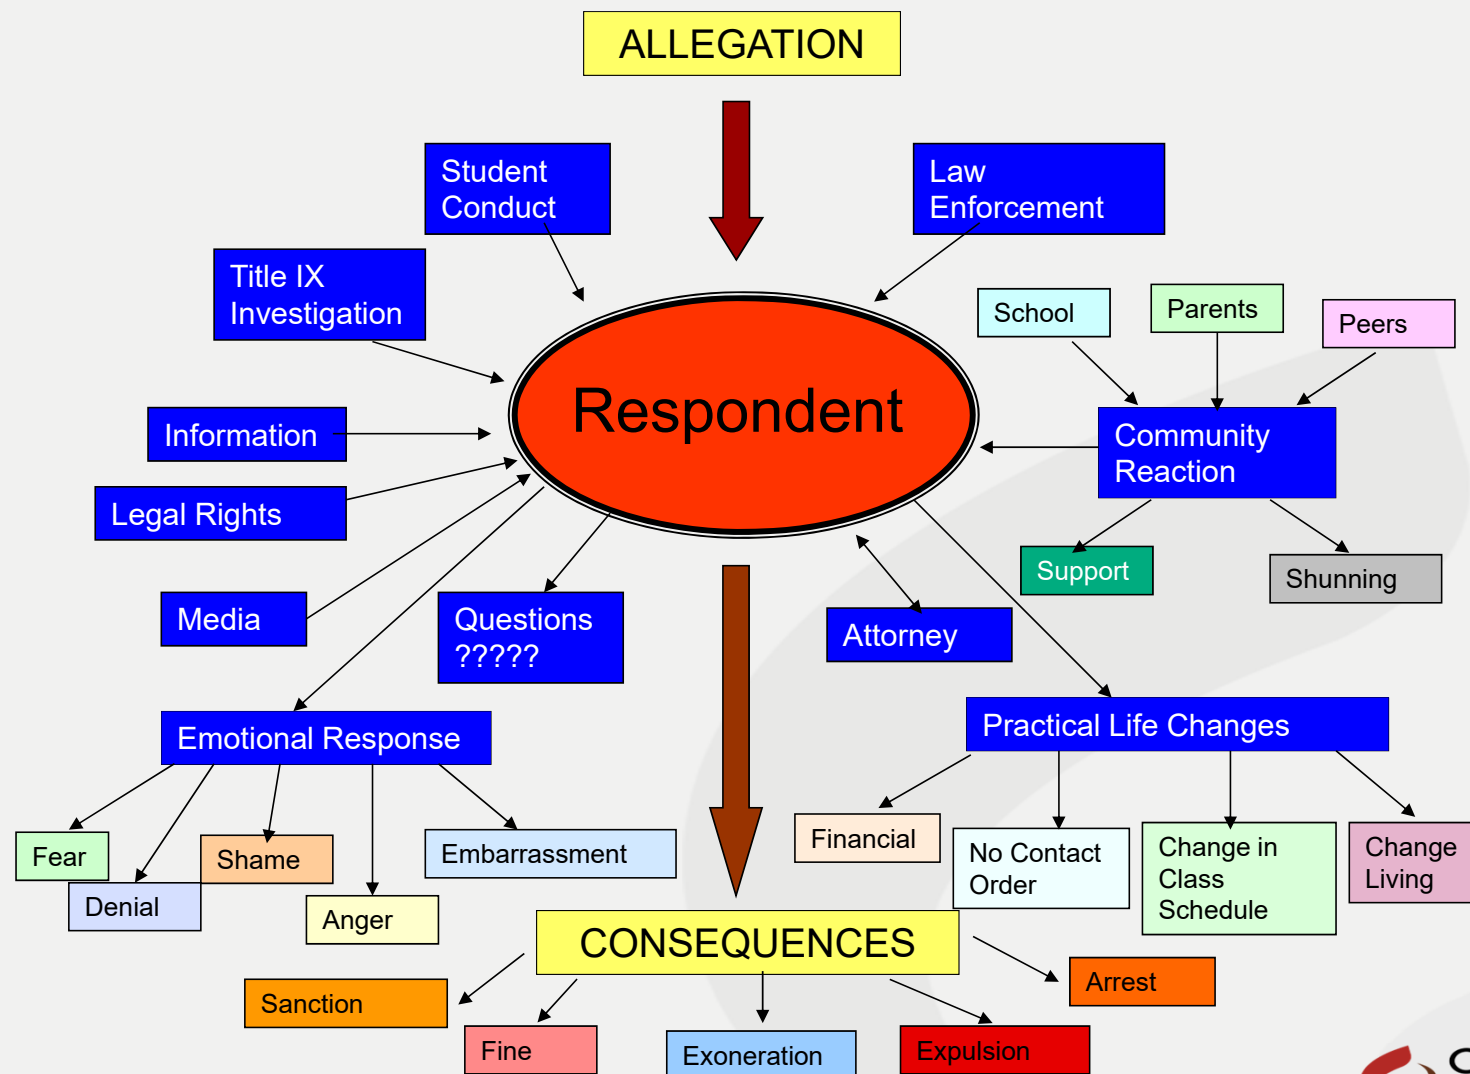 ALLEGATION
Student
Conduct
Law
Enforcement
Title IX
Investigation
School
Parents
Peers
Respondent
Information
Community
Reaction
Legal Rights
Support
Shunning
Media
Questions
?????
Attorney
Emotional Response
Practical Life Changes
Fear
Denial
Shame
Anger
Embarrassment
Financial
No Contact
Order
Change in
Class
Schedule
Change
Living
CONSEQUENCES
Sanction
Fine
Exoneration
Expulsion
Arrest